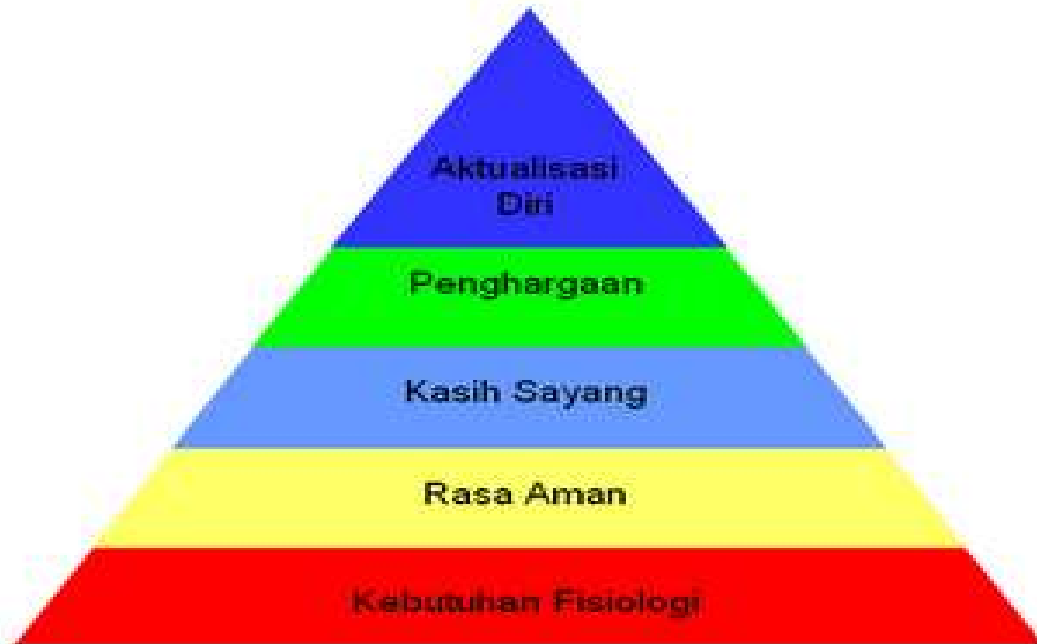 Aktualisasi
Diri
Penghargaan
Kasih Sayang
Rasa Aman
Kebutuhan Fisiologi